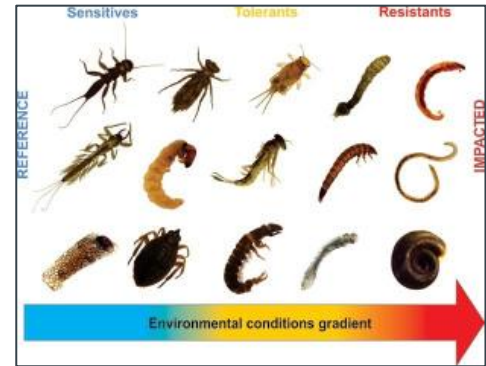 Sensitives Tolerants Resistants
REFERENCE
IMPACTED
Environmental conditions gradient